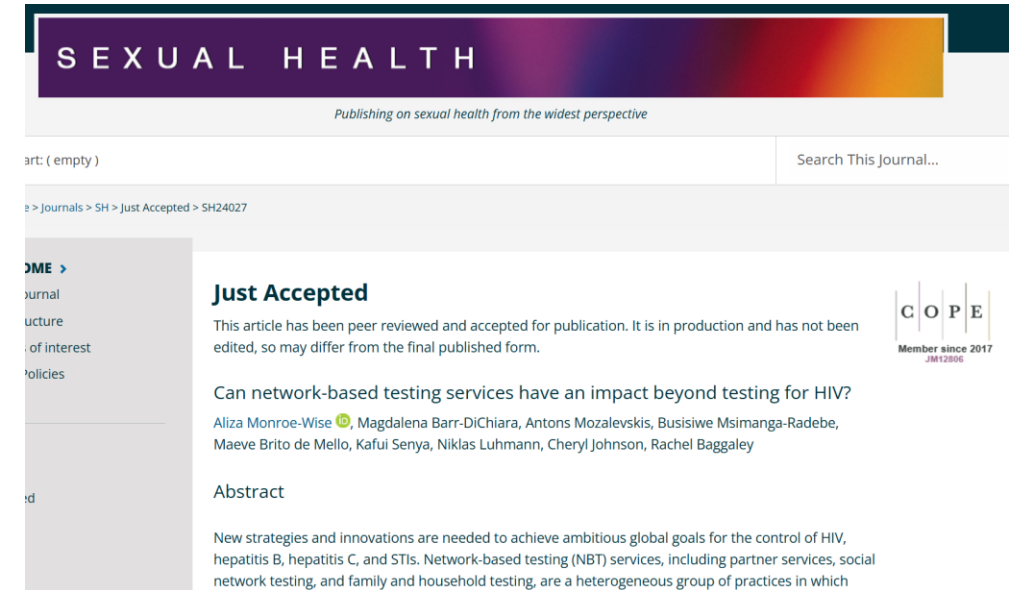 SEXUAL HEALTH
Publishing on sexual health from the widest perspective
art: ( empty )
Search This Journal...
e > Journals > SH > Just Accepted > SH24027
OME >
ournal
ucture
of interest
Policies
ed
Just Accepted
This article has been peer reviewed and accepted for publication. It is in production and has not been
edited, so may differ from the final published form.
C O P E
Member since 2017
JM12806
Can network-based testing services have an impact beyond testing for HIV?
Aliza Monroe-Wise iD, Magdalena Barr-DiChiara, Antons Mozalevskis, Busisiwe Msimanga-Radebe,
Maeve Brito de Mello, Kafui Senya, Niklas Luhmann, Cheryl Johnson, Rachel Baggaley
Abstract
New strategies and innovations are needed to achieve ambitious global goals for the control of HIV,
hepatitis B, hepatitis C, and STIs. Network-based testing (NBT) services, including partner services, social
network testing, and family and household testing, are a heterogeneous group of practices in which